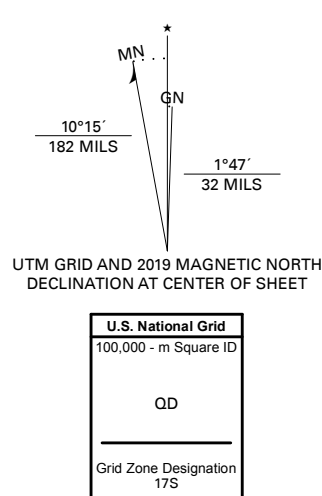 ★
MN
GN
10°15´
182 MILS
1°47´
32 MILS
UTM GRID AND 2019 MAGNETIC NORTH
DECLINATION AT CENTER OF SHEET
U.S. National Grid
100,000 - m Square ID
QD
Grid Zone Designation
17S